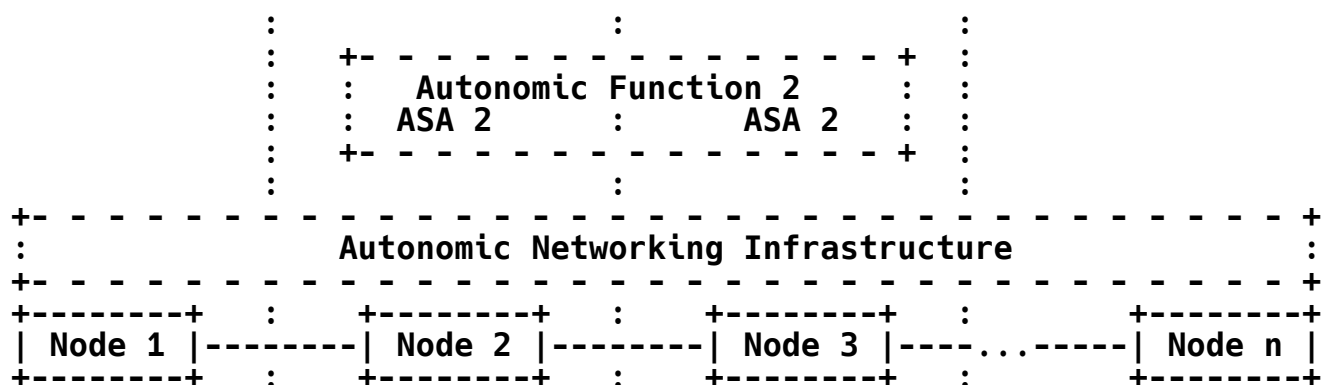 :                 :                 :
                    :   +- - - - - - - - - - - - - - +  :
                    :   :   Autonomic Function 2     :  :
                    :   :  ASA 2      :      ASA 2   :  :
                    :   +- - - - - - - - - - - - - - +  :
                    :                 :                 :
       +- - - - - - - - - - - - - - - - - - - - - - - - - - - - - - - - - +
       :                Autonomic Networking Infrastructure               :
       +- - - - - - - - - - - - - - - - - - - - - - - - - - - - - - - - - +
       +--------+   :    +--------+   :    +--------+   :        +--------+
       | Node 1 |--------| Node 2 |--------| Node 3 |----...-----| Node n |
       +--------+   :    +--------+   :    +--------+   :        +--------+